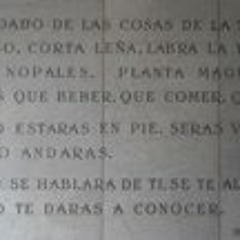 DADO DE LAS COSAS DE LA
O, CORTA LEÑA, LABRA LA
NOPALES. PLANTA MAG
QUE BEBER, QUE COMER,
ESTARAS EN PIE, SERAS V
O ANDARAS.
SE HABLARA DE TI, SE TE AL
O TE DARAS A CONOCER.